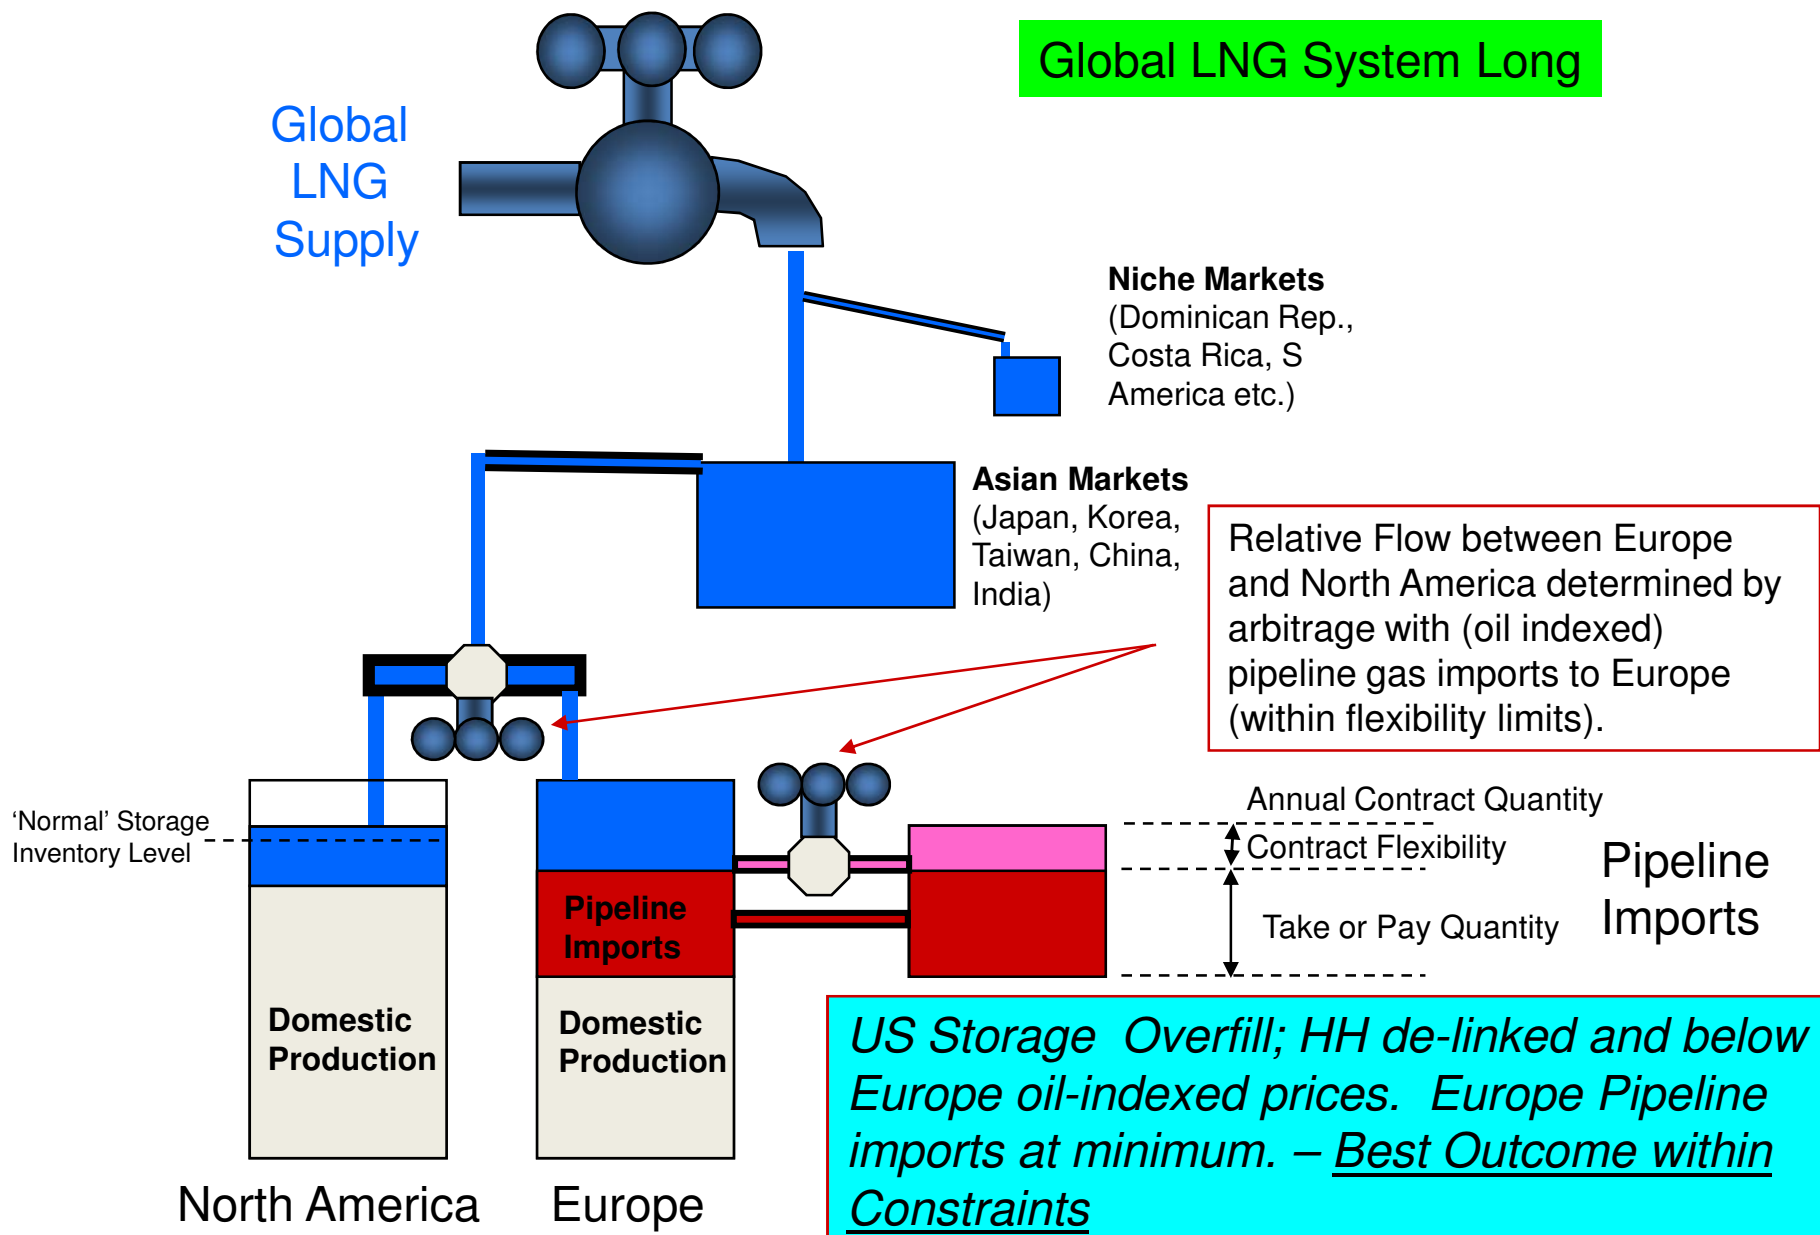 Global LNG System Long
Global
LNG
Supply
Niche Markets
(Dominican Rep.,
Costa Rica, S
America etc.)
Asian Markets
(Japan, Korea,
Taiwan, China,
India)
Relative Flow between Europe
and North America determined by
arbitrage with (oil indexed)
pipeline gas imports to Europe
(within flexibility limits).
‘Normal’ Storage
Inventory Level
Annual Contract Quantity
Contract Flexibility
Take or Pay Quantity
Pipeline
Imports
Pipeline
Imports
Domestic
Production
Domestic
Production
US Storage  Overfill; HH de-linked and below
Europe oil-indexed prices.  Europe Pipeline
imports at minimum. – Best Outcome within
Constraints
North America
Europe